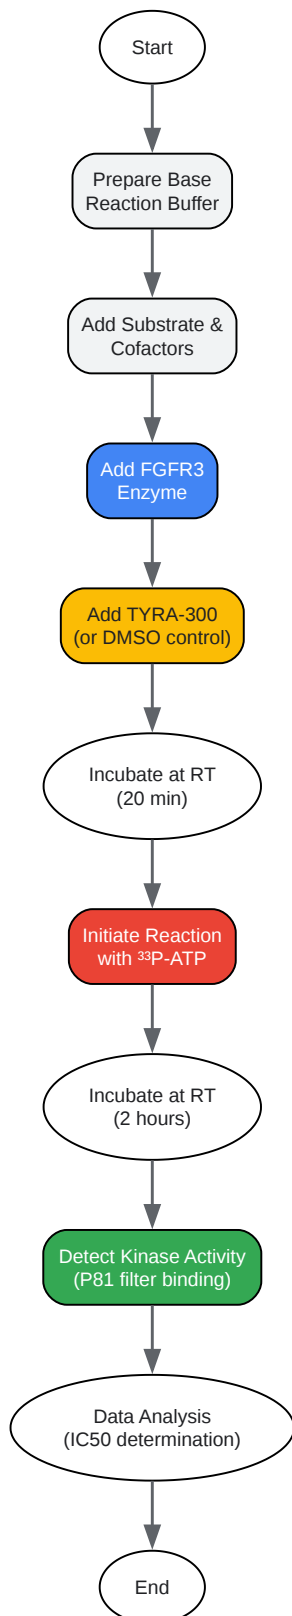 Start
Prepare Base
Reaction Buffer
Add Substrate &
Cofactors
Add FGFR3
Enzyme
Add TYRA-300
(or DMSO control)
Incubate at RT
(20 min)
Initiate Reaction
with ³³P-ATP
Incubate at RT
(2 hours)
Detect Kinase Activity
(P81 filter binding)
Data Analysis
(IC50 determination)
End